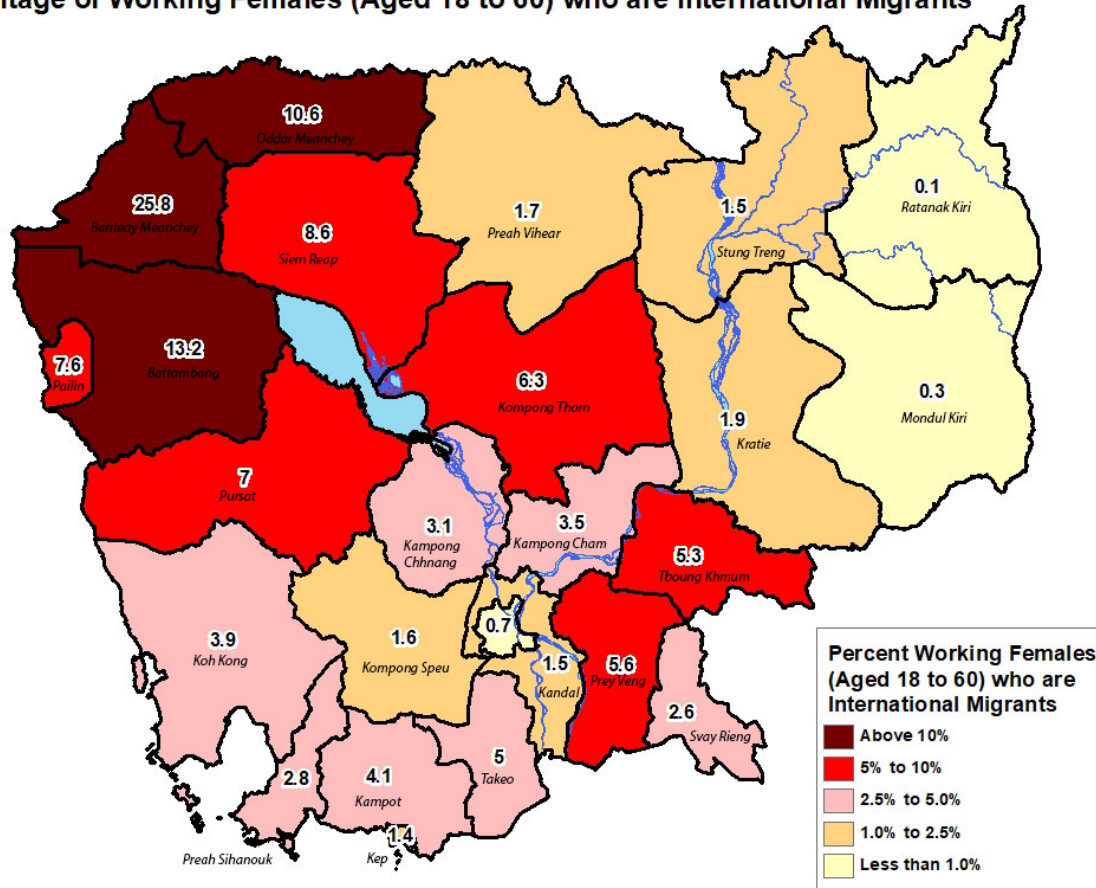 ntage of Working Females (Aged 18 to 60) who are International Migrants
10.6
Oddar Meanchey
25.8
Banteay Meanchey
8.6
Siem Reap
1.7
Preah Vihear
1.5
Stung Treng
0.1
Ratanak Kiri
7.6
Pailin
13.2
Battambang
6.3
Kompong Thom
1.9
Kratie
0.3
Mondul Kiri
7
Pursat
3.1
Kampong
Chhnang
3.5
Kampong Cham
5.3
Tboung Khmum
3.9
Koh Kong
1.6
Kompong Speu
0.7
1.5
Kandal
5.6
Prey Veng
2.6
Svay Rieng
2.8
Preah Sihanouk
4.1
Kampot
5
Takeo
1.4
Kep
Percent Working Females
(Aged 18 to 60) who are
International Migrants
Above 10%
5% to 10%
2.5% to 5.0%
1.0% to 2.5%
Less than 1.0%